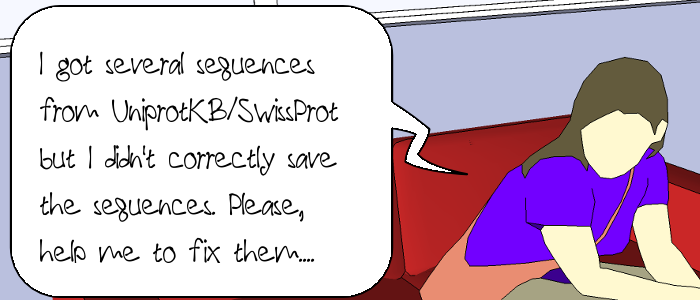 I got several sequences
from UniprotKB/SwissProt
but I didn't correctly save
the sequences. Please,
help me to fix them....